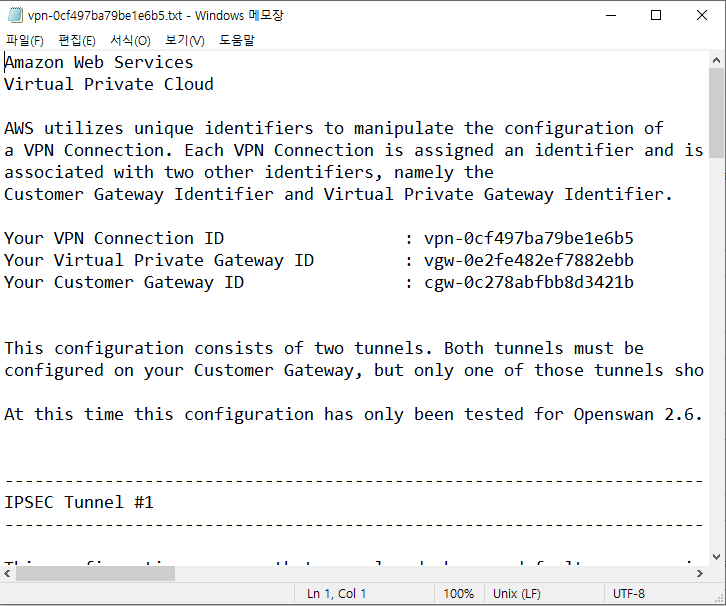 vpn-0cf497ba79be1e6b5.txt - Windows 메모장
파일(F) 편집(E) 서식(O) 보기(V) 도움말
Amazon Web Services
Virtual Private Cloud
AWS utilizes unique identifiers to manipulate the configuration of
a VPN Connection. Each VPN Connection is assigned an identifier and is
associated with two other identifiers, namely the
Customer Gateway Identifier and Virtual Private Gateway Identifier.
Your VPN Connection ID : vpn-0cf497ba79be1e6b5
Your Virtual Private Gateway ID : vgw-0e2fe482ef7882ebb
Your Customer Gateway ID : cgw-0c278abfbb8d3421b
This configuration consists of two tunnels. Both tunnels must be
configured on your Customer Gateway, but only one of those tunnels sho
At this time this configuration has only been tested for Openswan 2.6.
----------------------------------------------------------------------
IPSEC Tunnel #1
----------------------------------------------------------------------
Ln 1, Col 1 100% Unix (LF) UTF-8